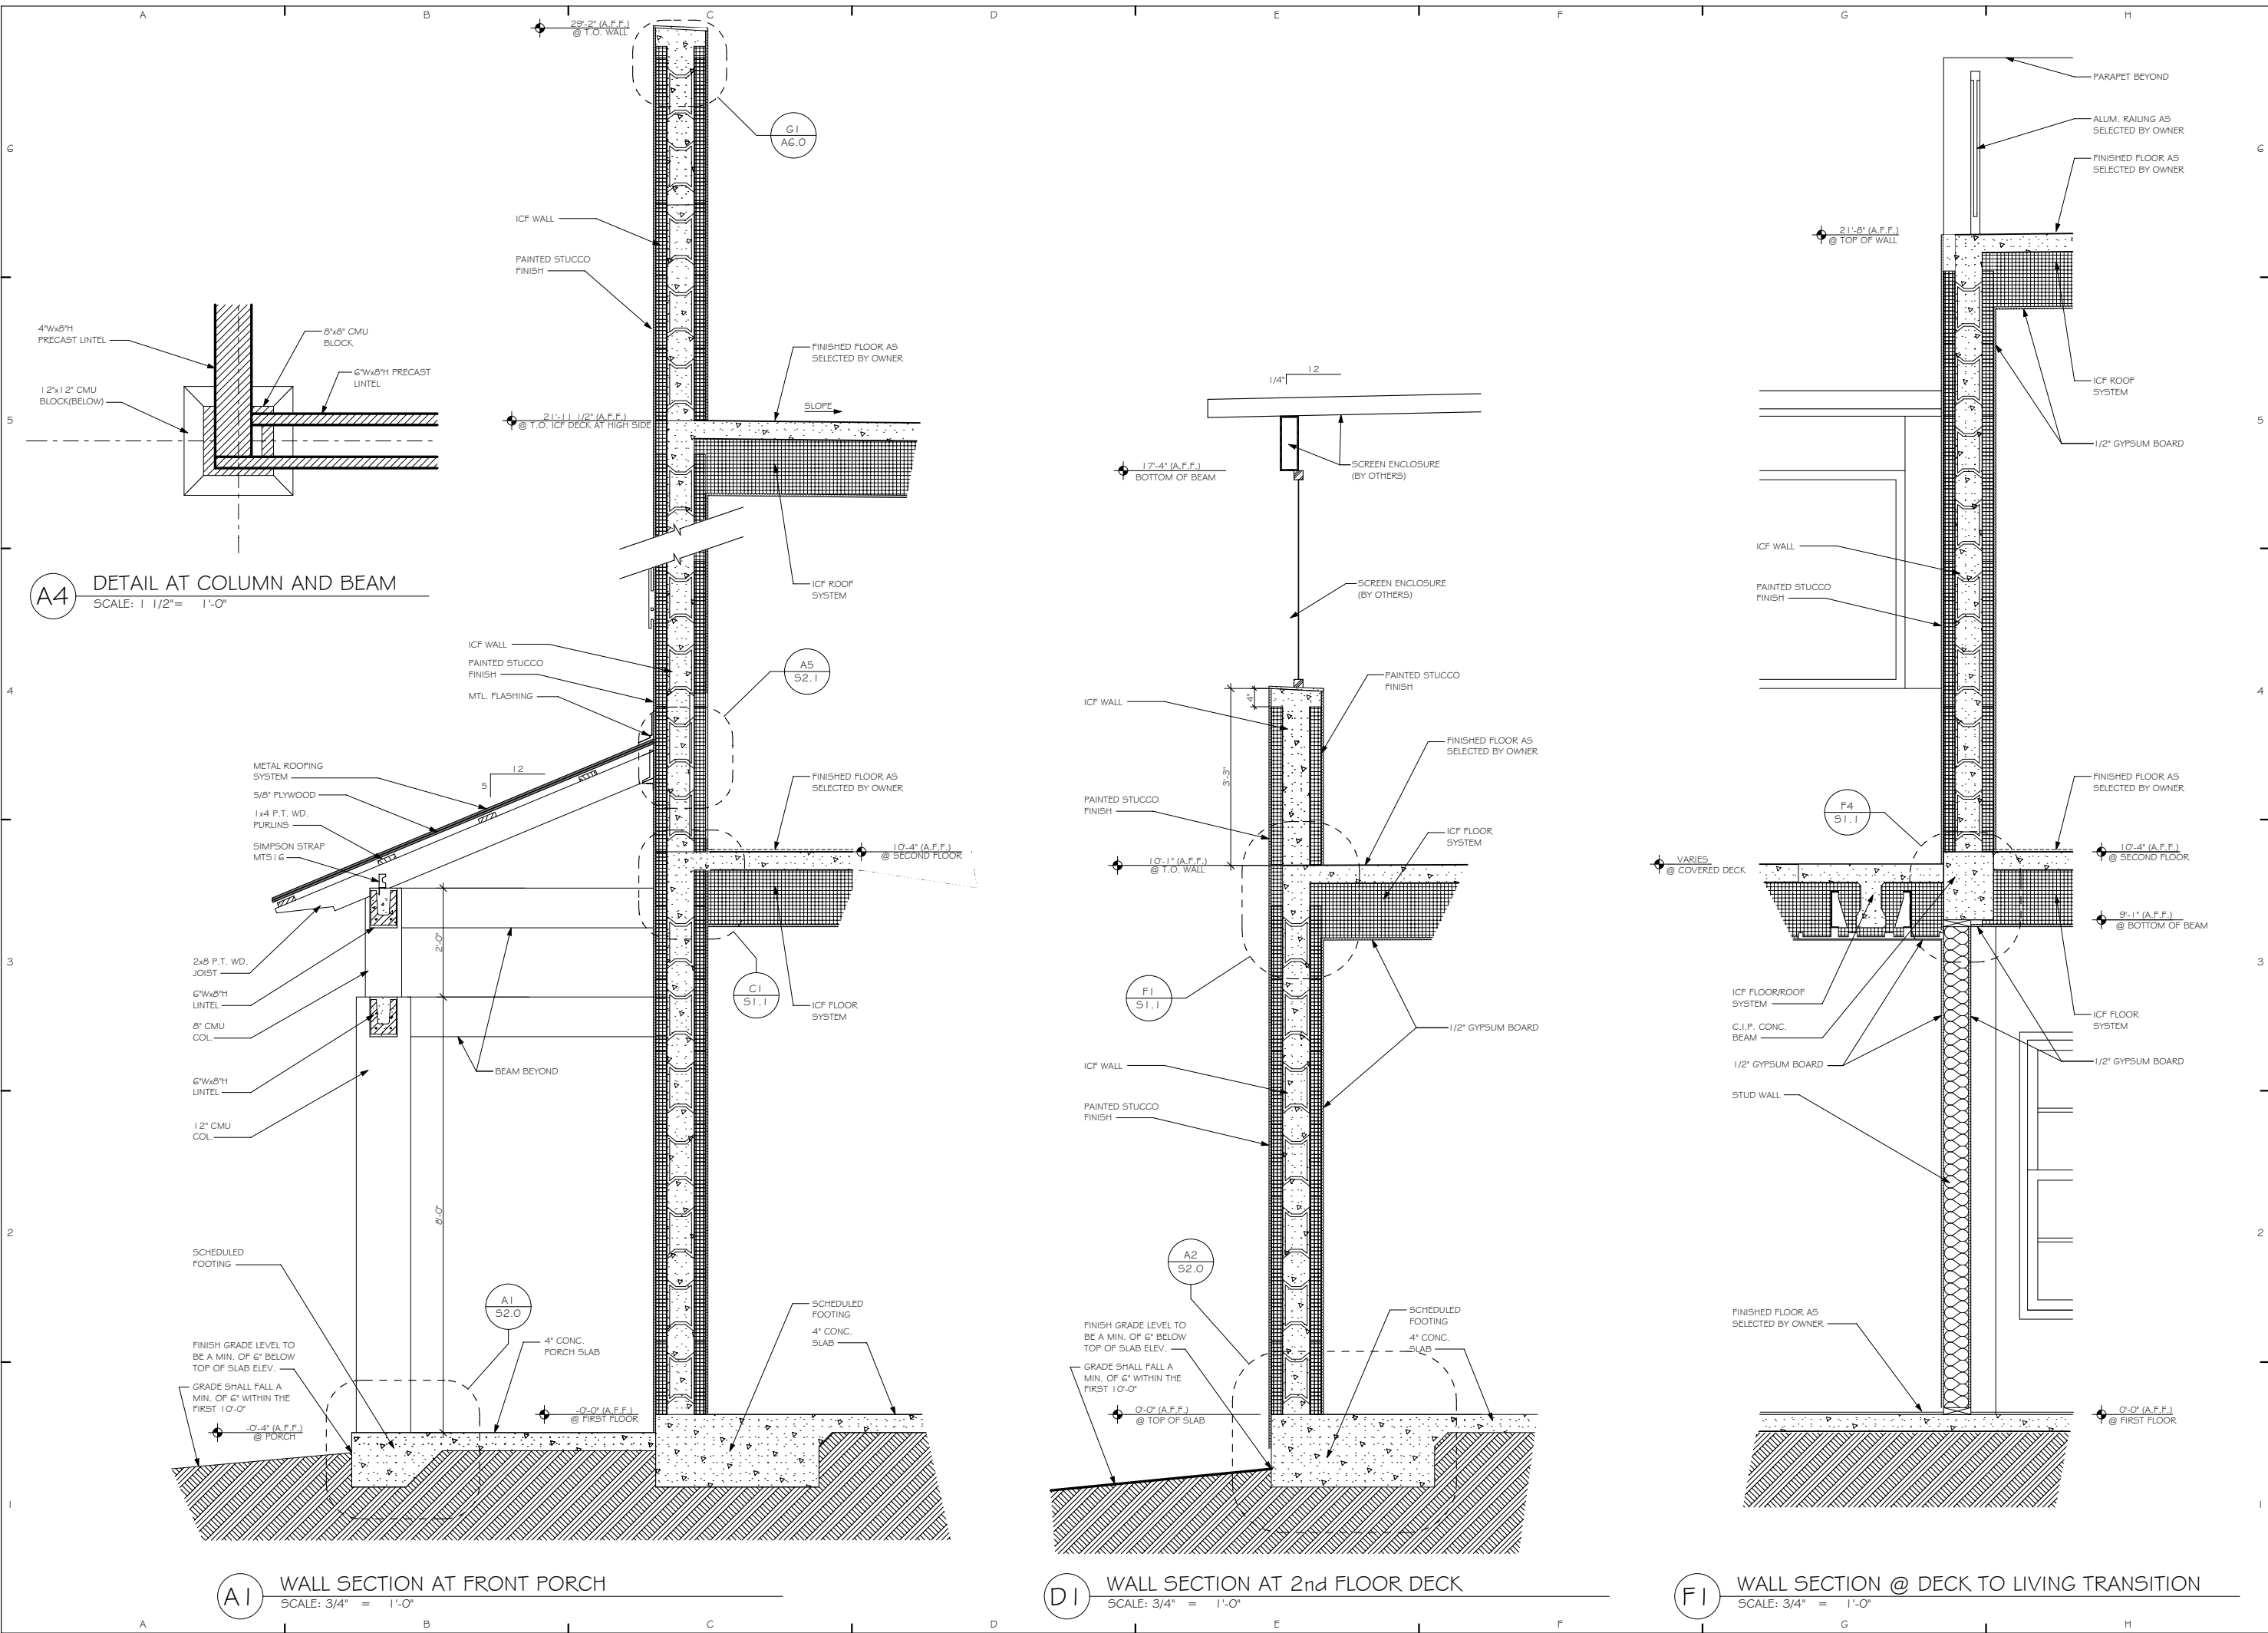 A
B
C
D
E
F
G
H
6
5
4
3
2
1
4"Wx8"H
PRECAST LINTEL
12"x12" CMU
BLOCK(BELOW)
8"x8" CMU
BLOCK
6"Wx8"H PRECAST
LINTEL
A4
DETAIL AT COLUMN AND BEAM
SCALE: 1 1/2"= 1'-0"
29'-2" (A.F.F.)
@ T.O. WALL
G1
A6.0
ICF WALL
PAINTED STUCCO
FINISH
FINISHED FLOOR AS
SELECTED BY OWNER
21'-11 1/2" (A.F.F.)
@ T.O. ICF DECK AT HIGH SIDE
SLOPE
ICF ROOF
SYSTEM
ICF WALL
PAINTED STUCCO
FINISH
MTL. FLASHING
A5
S2.1
METAL ROOFING
SYSTEM
5/8" PLYWOOD
1x4 P.T. WD.
PURLINS
SIMPSON STRAP
MTS16
12
5
FINISHED FLOOR AS
SELECTED BY OWNER
10'-4" (A.F.F.)
@ SECOND FLOOR
2'-0"
2x8 P.T. WD.
JOIST
6"Wx8"H
LINTEL
8" CMU
COL.
6"Wx8"H
LINTEL
12" CMU
COL.
C1
S1.1
ICF FLOOR
SYSTEM
BEAM BEYOND
8'-0"
SCHEDULED
FOOTING
A1
S2.0
4" CONC.
PORCH SLAB
SCHEDULED
FOOTING
4" CONC.
SLAB
FINISH GRADE LEVEL TO
BE A MIN. OF 6" BELOW
TOP OF SLAB ELEV.
GRADE SHALL FALL A
MIN. OF 6" WITHIN THE
FIRST 10'-0"
-0'-4" (A.F.F.)
@ PORCH
-0'-0" (A.F.F.)
@ FIRST FLOOR
A1
WALL SECTION AT FRONT PORCH
SCALE: 3/4" = 1'-0"
12
1/4"
17'-4" (A.F.F.)
BOTTOM OF BEAM
SCREEN ENCLOSURE
(BY OTHERS)
SCREEN ENCLOSURE
(BY OTHERS)
ICF WALL
4"
PAINTED STUCCO
FINISH
3'-3"
FINISHED FLOOR AS
SELECTED BY OWNER
PAINTED STUCCO
FINISH
ICF FLOOR
SYSTEM
10'-1" (A.F.F.)
@ T.O. WALL
F1
S1.1
1/2" GYPSUM BOARD
ICF WALL
PAINTED STUCCO
FINISH
A2
S2.0
SCHEDULED
FOOTING
4" CONC.
SLAB
FINISH GRADE LEVEL TO
BE A MIN. OF 6" BELOW
TOP OF SLAB ELEV.
GRADE SHALL FALL A
MIN. OF 6" WITHIN THE
FIRST 10'-0"
0'-0" (A.F.F.)
@ TOP OF SLAB
D1
WALL SECTION AT 2nd FLOOR DECK
SCALE: 3/4" = 1'-0"
PARAPET BEYOND
ALUM. RAILING AS
SELECTED BY OWNER
FINISHED FLOOR AS
SELECTED BY OWNER
21'-8" (A.F.F.)
@ TOP OF WALL
ICF ROOF
SYSTEM
1/2" GYPSUM BOARD
ICF WALL
PAINTED STUCCO
FINISH
FINISHED FLOOR AS
SELECTED BY OWNER
F4
S1.1
VARIES
@ COVERED DECK
10'-4" (A.F.F.)
@ SECOND FLOOR
9'-1" (A.F.F.)
@ BOTTOM OF BEAM
ICF FLOOR/ROOF
SYSTEM
C.I.P. CONC.
BEAM
1/2" GYPSUM BOARD
STUD WALL
ICF FLOOR
SYSTEM
1/2" GYPSUM BOARD
FINISHED FLOOR AS
SELECTED BY OWNER
0'-0" (A.F.F.)
@ FIRST FLOOR
F1
WALL SECTION @ DECK TO LIVING TRANSITION
SCALE: 3/4" = 1'-0"
A
B
C
D
E
F
G
H
6
5
4
3
2
1